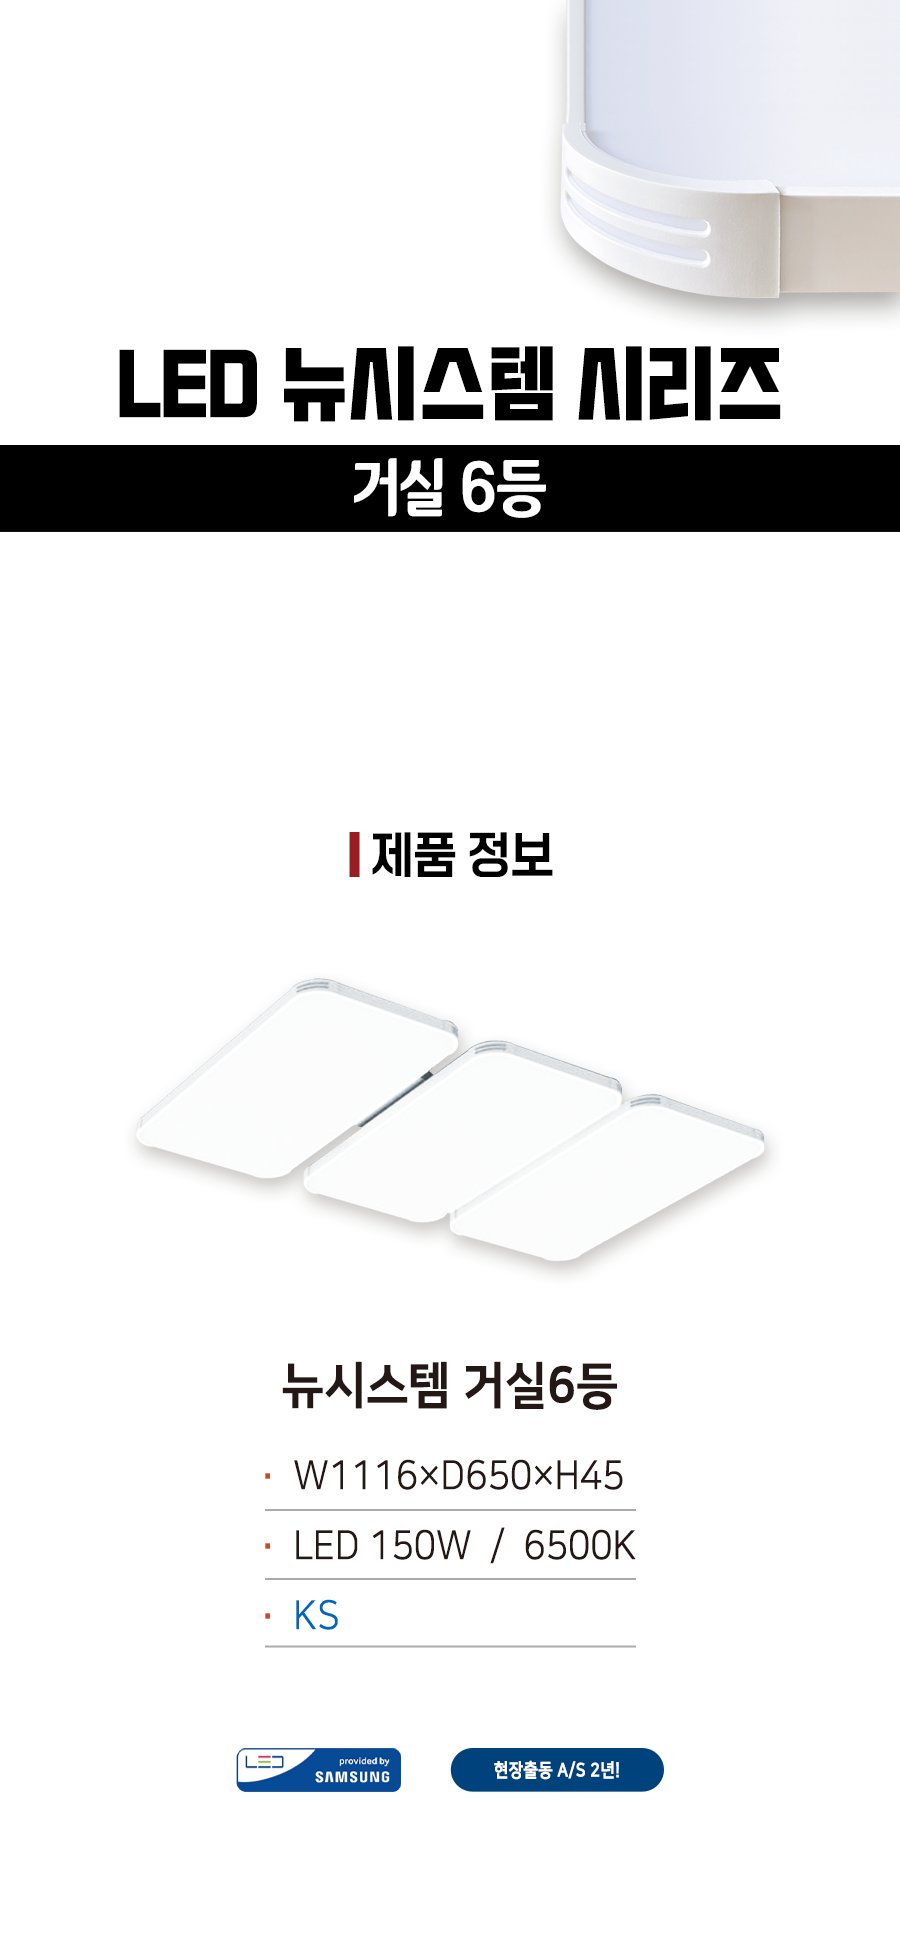 LED 뉴시스템 시리즈
거실 6등
제품 정보
뉴시스템 거실6등
W1116×D650×H45
LED 150W / 6500K
KS
LED provided by
SAMSUNG
현장출동 A/S 2년!